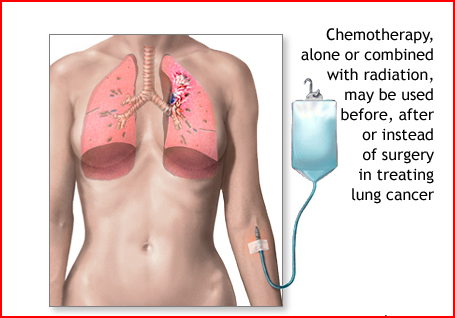 Chemotherapy,
alone or combined
with radiation,
may be used
before, after
or instead
of surgery
in treating
lung cancer